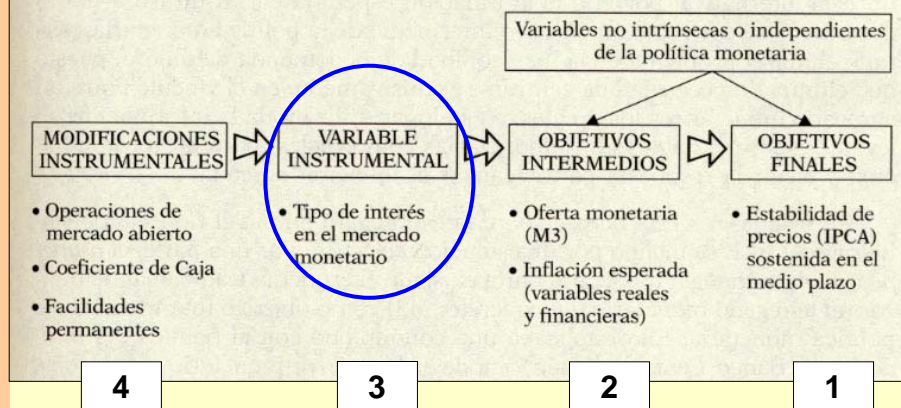 Variables no intrínsecas o independientes
de la política monetaria
MODIFICACIONES
INSTRUMENTALES
VARIABLE
INSTRUMENTAL
OBJETIVOS
INTERMEDIOS
OBJETIVOS
FINALES
• Operaciones de
mercado abierto
• Coeficiente de Caja
• Facilidades
permanentes
• Tipo de interés
en el mercado
monetario
• Oferta monetaria
(M3)
• Inflación esperada
(variables reales
y financieras)
• Estabilidad de
precios (IPCA)
sostenida en el
medio plazo
4
3
2
1